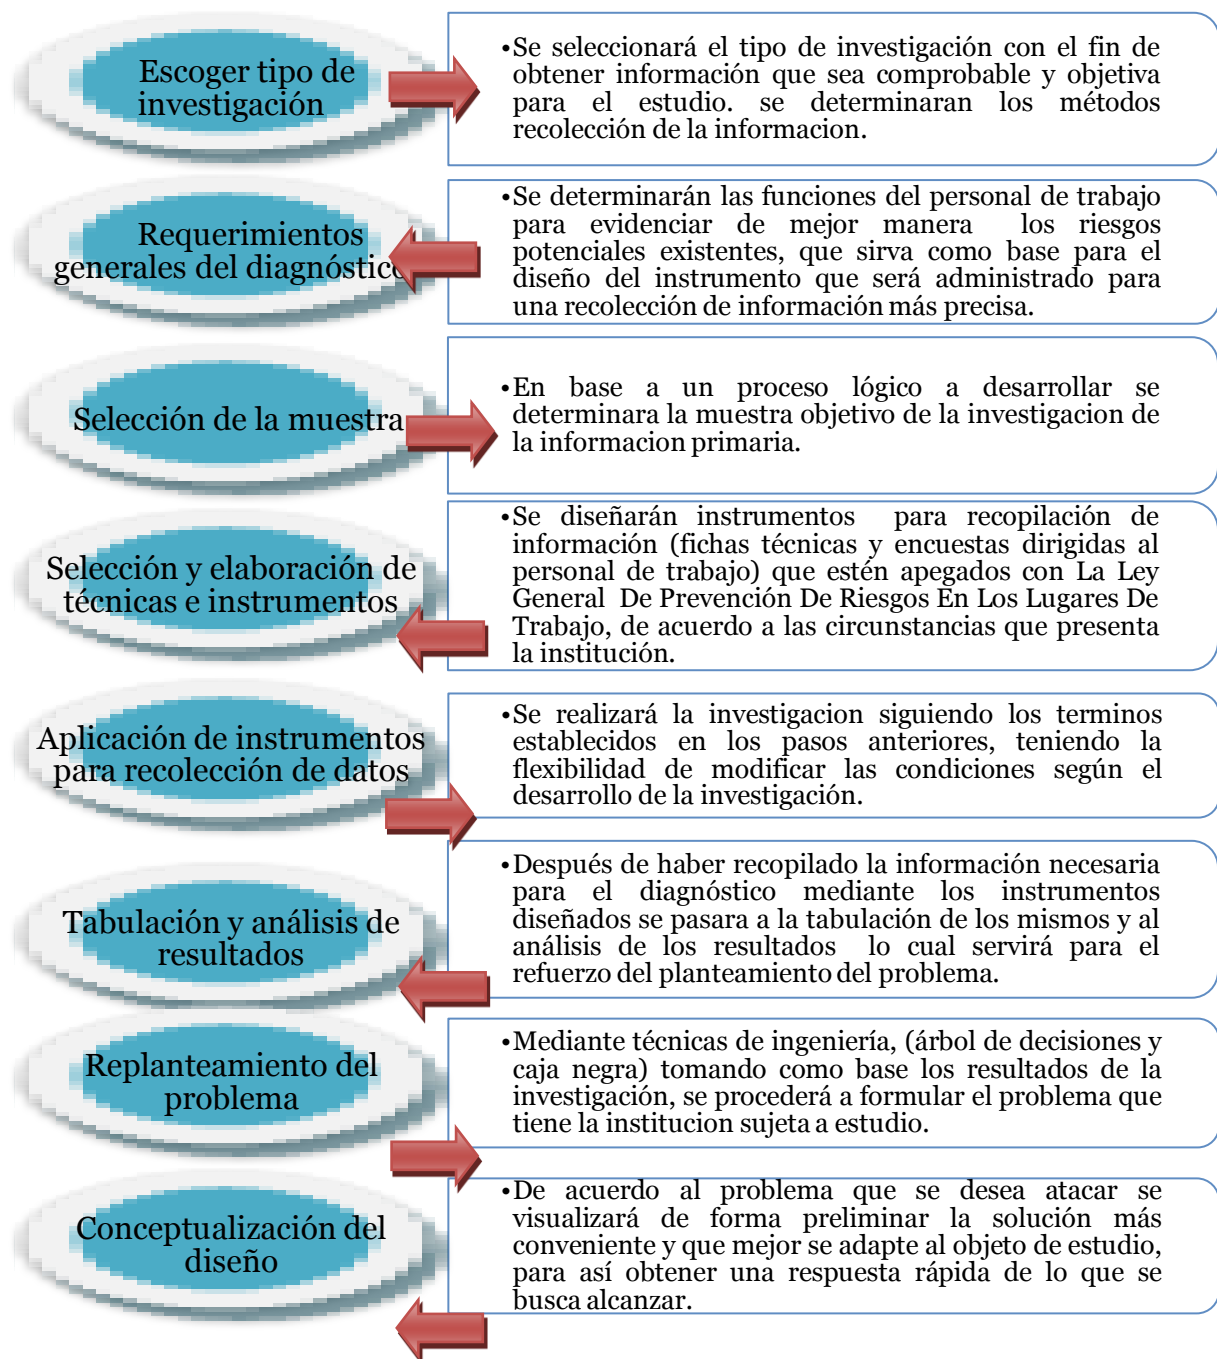 Escoger tipo de
investigación
•Se seleccionará el tipo de investigación con el fin de
obtener información que sea comprobable y objetiva
para el estudio. se determinaran los métodos
recolección de la informacion.
Requerimientos
generales del diagnóstico
•Se determinarán las funciones del personal de trabajo
para evidenciar de mejor manera los riesgos
potenciales existentes, que sirva como base para el
diseño del instrumento que será administrado para
una recolección de información más precisa.
Selección de la muestra
•En base a un proceso lógico a desarrollar se
determinara la muestra objetivo de la investigacion de
la informacion primaria.
Selección y elaboración de
técnicas e instrumentos
•Se diseñarán instrumentos para recopilación de
información (fichas técnicas y encuestas dirigidas al
personal de trabajo) que estén apegados con La Ley
General De Prevención De Riesgos En Los Lugares De
Trabajo, de acuerdo a las circunstancias que presenta
la institución.
Aplicación de instrumentos
para recolección de datos
•Se realizará la investigacion siguiendo los terminos
establecidos en los pasos anteriores, teniendo la
flexibilidad de modificar las condiciones según el
desarrollo de la investigación.
Tabulación y análisis de
resultados
•Después de haber recopilado la información necesaria
para el diagnóstico mediante los instrumentos
diseñados se pasara a la tabulación de los mismos y al
análisis de los resultados lo cual servirá para el
refuerzo del planteamiento del problema.
Replanteamiento del
problema
•Mediante técnicas de ingeniería, (árbol de decisiones y
caja negra) tomando como base los resultados de la
investigación, se procederá a formular el problema que
tiene la institucion sujeta a estudio.
Conceptualización del
diseño
•De acuerdo al problema que se desea atacar se
visualizará de forma preliminar la solución más
conveniente y que mejor se adapte al objeto de estudio,
para así obtener una respuesta rápida de lo que se
busca alcanzar.